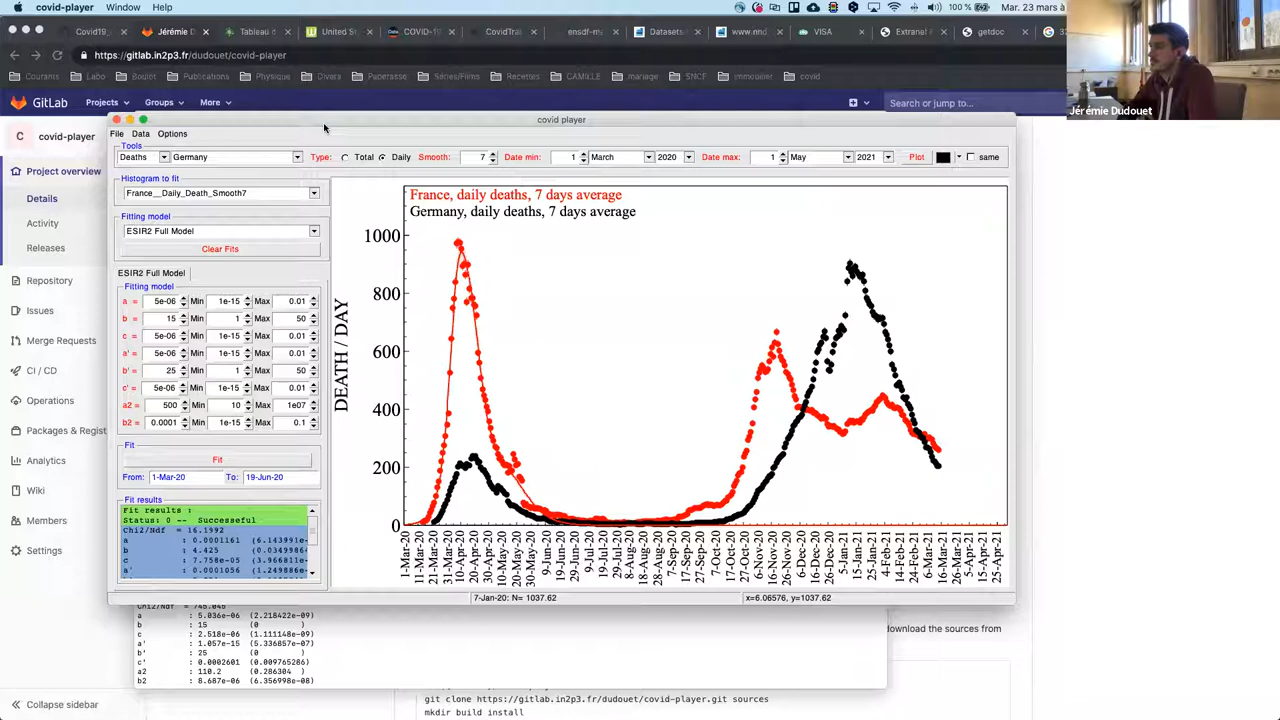 covid-player Window Help 100 % Mar. 23 mars à
Covid19_ Jérémie D Tableau c United St COVID-19 CovidTrai ensdf-my Datasets www.nnd VISA Extranet getdoc
https://gitlab.in2p3.fr/dudouet/covid-player
Courants Labo Boulot Publications Physique Divers Paperasse Séries/Films Recettes CAMILLE manage SNCF immobilier covid
GitLab Projects Groups More Search or jump to...
Jérémie Dudouet
C covid-player
Project overview
Details
Activity
Releases
Repository
Issues
Merge Requests
CI / CD
Operations
Packages & Regist
Analytics
Wiki
Members
Settings
Collapse sidebar
covid player
File Data Options
Tools
Deaths Germany Type: Total Daily Smooth: 7 Date min: 1 March 2020 Date max: 1 May 2021 Plot same
Histogram to fit
France__Daily_Death_Smooth7
Fitting model
ESIR2 Full Model
Clear Fits
ESIR2 Full Model
Fitting model
a = 5e-06 Min 1e-15 Max 0.01
b = 15 Min 1 Max 50
c = 5e-06 Min 1e-15 Max 0.01
a' = 5e-06 Min 1e-15 Max 0.01
b' = 25 Min 1 Max 50
c' = 5e-06 Min 1e-15 Max 0.01
a2 = 500 Min 10 Max 1e07
b2 = 0.0001 Min 1e-15 Max 0.1
Fit
Fit
From: 1-Mar-20 To: 19-Jun-20
Fit results
Fit results :
Status: 0 -- Successeful
Chi2/Ndf = 16.1992
a : 0.0001161 (6.143991e
b : 4.425 (0.0349986
c : 7.758e-05 (3.966811e
a' : 0.0001056 (1.249886e
France, daily deaths, 7 days average
Germany, daily deaths, 7 days average
DEATH / DAY
1000
800
600
400
200
0
1-Mar-20 11-Mar-20 21-Mar-20 31-Mar-20 10-Apr-20 20-Apr-20 30-Apr-20 10-May-20 20-May-20 30-May-20 9-Jun-20 19-Jun-20 29-Jun-20 9-Jul-20 19-Jul-20 29-Jul-20 8-Aug-20 18-Aug-20 28-Aug-20 7-Sep-20 17-Sep-20 27-Sep-20 7-Oct-20 17-Oct-20 27-Oct-20 6-Nov-20 16-Nov-20 26-Nov-20 6-Dec-20 16-Dec-20 26-Dec-20 5-Jan-21 15-Jan-21 25-Jan-21 4-Feb-21 14-Feb-21 24-Feb-21 6-Mar-21 16-Mar-21 26-Mar-21 5-Apr-21 15-Apr-21 25-Apr-21
7-Jan-20: N= 1037.62 x=6.06576, y=1037.62
Chi2/Ndf = 745.045
a : 5.036e-06 (2.218422e-09)
b : 15 (0 )
c : 2.518e-06 (1.111148e-09)
a' : 1.057e-15 (5.336857e-07)
b' : 25 (0 )
c' : 0.0002601 (0.009765286)
a2 : 110.2 (0.286304 )
b2 : 8.687e-06 (6.356998e-08)
download the sources from
git clone https://gitlab.in2p3.fr/dudouet/covid-player.git sources
mkdir build install